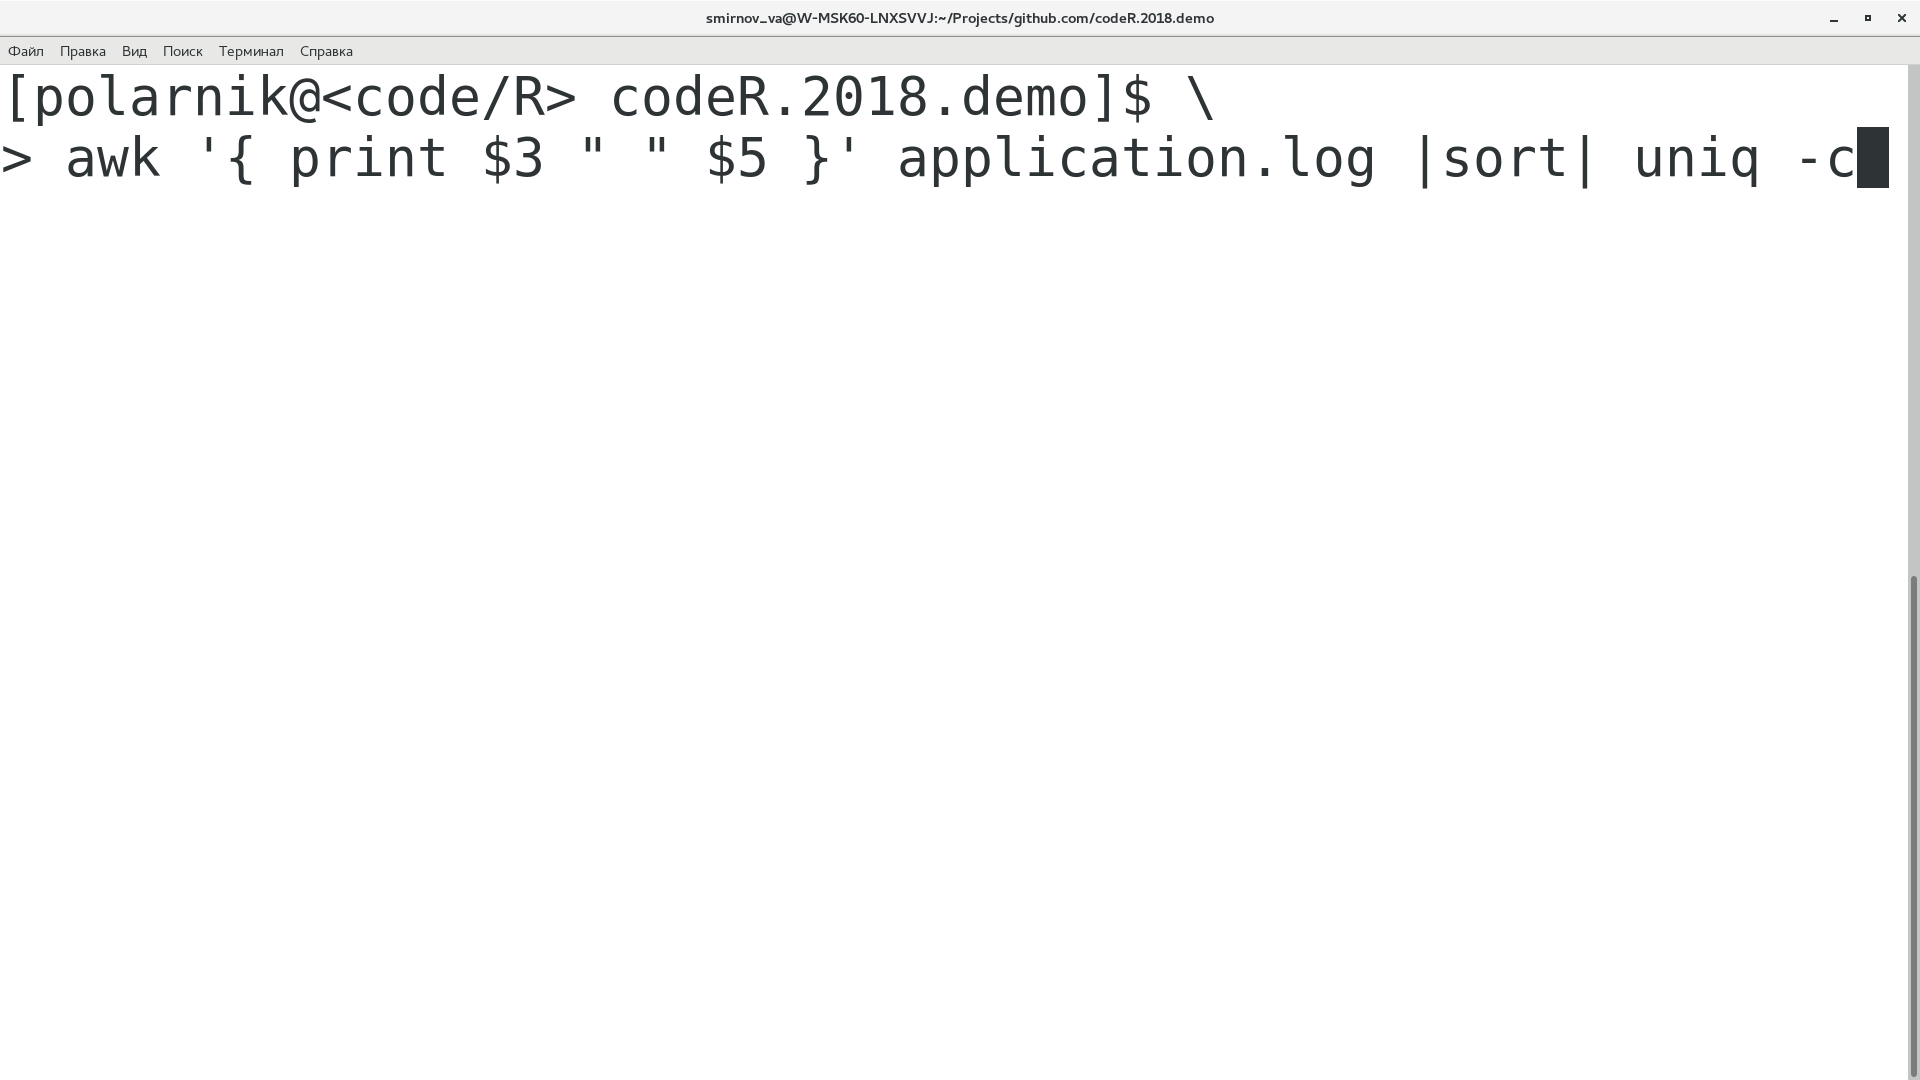 smirnov_va@W-MSK60-LNXSVVJ:~/Projects/github.com/codeR.2018.demo
Файл Правка Вид Поиск Терминал Справка
[polarnik@<code/R> codeR.2018.demo]$ \
> awk '{ print $3 " " $5 }' application.log |sort| uniq -c